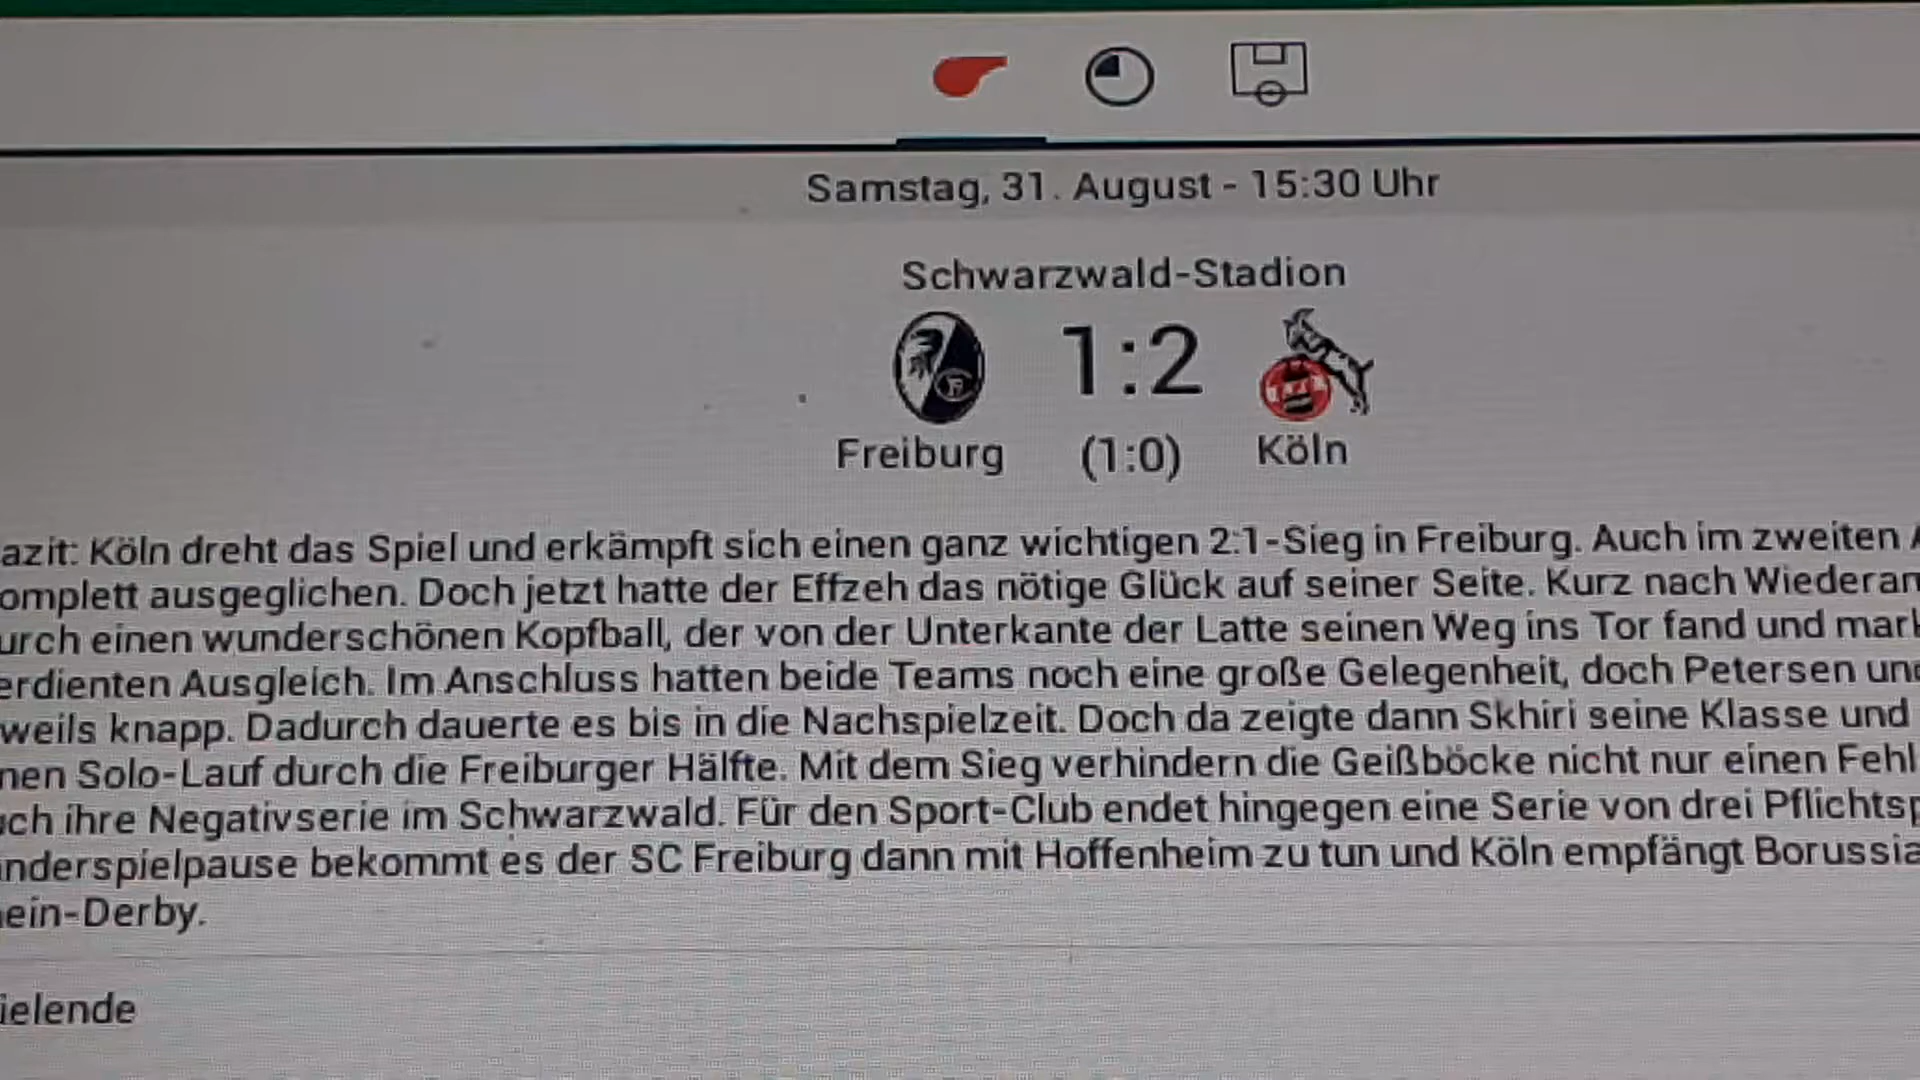 Samstag, 31. August - 15:30 Uhr
Schwarzwald-Stadion
1:2
Freiburg (1:0) Köln
azit: Köln dreht das Spiel und erkämpft sich einen ganz wichtigen 2:1-Sieg in Freiburg. Auch im zweiten
omplett ausgeglichen. Doch jetzt hatte der Effzeh das nötige Glück auf seiner Seite. Kurz nach Wiederan
urch einen wunderschönen Kopfball, der von der Unterkante der Latte seinen Weg ins Tor fand und mark
erdienten Ausgleich. Im Anschluss hatten beide Teams noch eine große Gelegenheit, doch Petersen und
weils knapp. Dadurch dauerte es bis in die Nachspielzeit. Doch da zeigte dann Skhiri seine Klasse und
nen Solo-Lauf durch die Freiburger Hälfte. Mit dem Sieg verhindern die Geißböcke nicht nur einen Fehl
uch ihre Negativserie im Schwarzwald. Für den Sport-Club endet hingegen eine Serie von drei Pflichtsp
nderspielpause bekommt es der SC Freiburg dann mit Hoffenheim zu tun und Köln empfängt Borussia
ein-Derby.
ielende